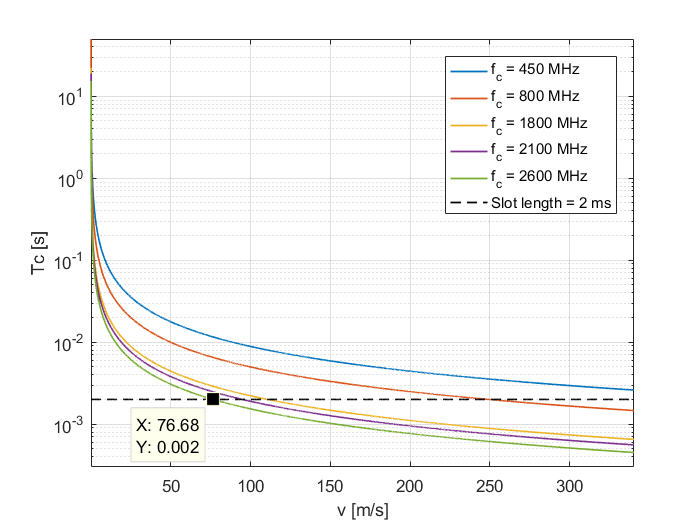 10^1
10^0
10^-1
10^-2
10^-3
Tc [s]
f_c = 450 MHz
f_c = 800 MHz
f_c = 1800 MHz
f_c = 2100 MHz
f_c = 2600 MHz
Slot length = 2 ms
X: 76.68
Y: 0.002
50 100 150 200 250 300
v [m/s]